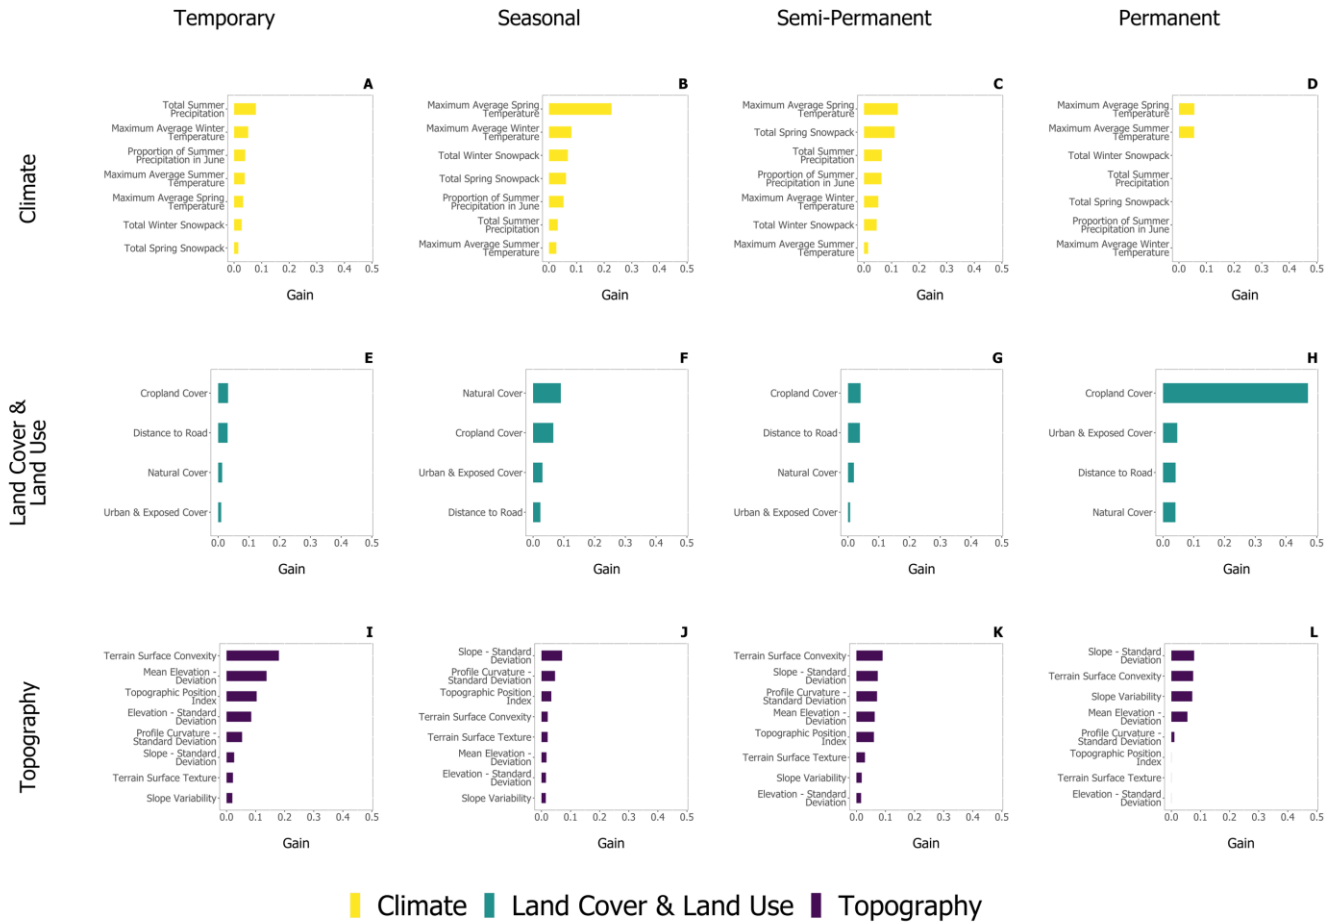 Temporary
Seasonal
Semi-Permanent
Permanent
Climate
A
Total Summer
Precipitation
Maximum Average Winter
Temperature
Proportion of Summer
Precipitation in June
Maximum Average Summer
Temperature
Maximum Average Spring
Temperature
Total Winter Snowpack
Total Spring Snowpack
0.0 0.1 0.2 0.3 0.4 0.5
Gain
B
Maximum Average Spring
Temperature
Maximum Average Winter
Temperature
Total Winter Snowpack
Total Spring Snowpack
Proportion of Summer
Precipitation in June
Total Summer
Precipitation
Maximum Average Summer
Temperature
0.0 0.1 0.2 0.3 0.4 0.5
Gain
C
Maximum Average Spring
Temperature
Total Spring Snowpack
Total Summer
Precipitation
Proportion of Summer
Precipitation in June
Maximum Average Winter
Temperature
Total Winter Snowpack
Maximum Average Summer
Temperature
0.0 0.1 0.2 0.3 0.4 0.5
Gain
D
Maximum Average Spring
Temperature
Maximum Average Summer
Temperature
Total Winter Snowpack
Total Summer
Precipitation
Total Spring Snowpack
Proportion of Summer
Precipitation in June
Maximum Average Winter
Temperature
0.0 0.1 0.2 0.3 0.4 0.5
Gain
Land Cover &
Land Use
E
Cropland Cover
Distance to Road
Natural Cover
Urban & Exposed Cover
0.0 0.1 0.2 0.3 0.4 0.5
Gain
F
Natural Cover
Cropland Cover
Urban & Exposed Cover
Distance to Road
0.0 0.1 0.2 0.3 0.4 0.5
Gain
G
Cropland Cover
Distance to Road
Natural Cover
Urban & Exposed Cover
0.0 0.1 0.2 0.3 0.4 0.5
Gain
H
Cropland Cover
Urban & Exposed Cover
Distance to Road
Natural Cover
0.0 0.1 0.2 0.3 0.4 0.5
Gain
Topography
I
Terrain Surface Convexity
Mean Elevation -
Deviation
Topographic Position
Index
Elevation - Standard
Deviation
Profile Curvature -
Standard Deviation
Slope - Standard
Deviation
Terrain Surface Texture
Slope Variability
0.0 0.1 0.2 0.3 0.4 0.5
Gain
J
Slope - Standard
Deviation
Profile Curvature -
Standard Deviation
Topographic Position
Index
Terrain Surface Convexity
Terrain Surface Texture
Mean Elevation -
Deviation
Elevation - Standard
Deviation
Slope Variability
0.0 0.1 0.2 0.3 0.4 0.5
Gain
K
Terrain Surface Convexity
Slope - Standard
Deviation
Profile Curvature -
Standard Deviation
Mean Elevation -
Deviation
Topographic Position
Index
Terrain Surface Texture
Slope Variability
Elevation - Standard
Deviation
0.0 0.1 0.2 0.3 0.4 0.5
Gain
L
Slope - Standard
Deviation
Terrain Surface Convexity
Slope Variability
Mean Elevation -
Deviation
Profile Curvature -
Standard Deviation
Topographic Position
Index
Terrain Surface Texture
Elevation - Standard
Deviation
0.0 0.1 0.2 0.3 0.4 0.5
Gain
Climate Land Cover & Land Use Topography